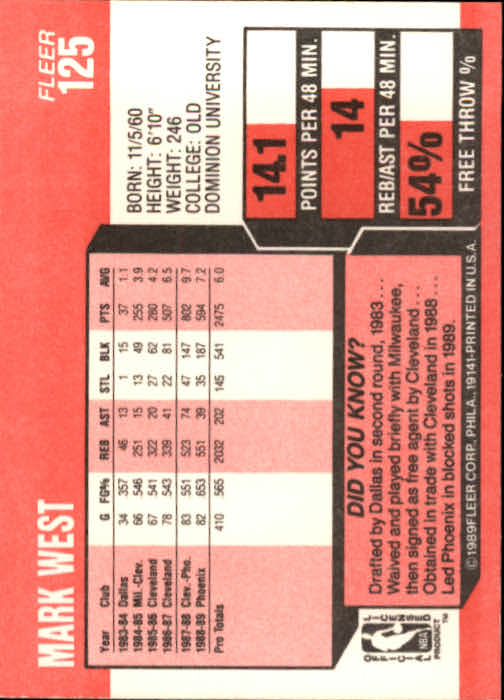 FLEER
125
MARK WEST
BORN: 11/5/60
HEIGHT: 6'10"
WEIGHT: 246
COLLEGE: OLD
DOMINION UNIVERSITY
14.1
POINTS PER 48 MIN.
14
REB/AST PER 48 MIN.
54%
FREE THROW %
Year Club G FG% REB AST STL BLK PTS AVG
1983-84 Dallas 34 357 46 13 1 15 37 1.1
1984-85 Mil.-Clev. 66 546 251 15 13 49 255 3.9
1985-86 Cleveland 67 541 322 20 27 62 280 4.2
1986-87 Cleveland 78 543 339 41 22 81 507 6.5
1987-88 Clev.-Pho. 83 551 523 74 47 147 802 9.7
1988-89 Phoenix 82 653 551 39 35 187 594 7.2
Pro Totals 410 565 2032 202 145 541 2475 6.0
DID YOU KNOW?
Drafted by Dallas in second round, 1983...
Waived and played briefly with Milwaukee,
then signed as free agent by Cleveland...
Obtained in trade with Cleveland in 1988...
Led Phoenix in blocked shots in 1989.
OFFICIAL LICENSED
NBA
PRODUCT
©1989 FLEER CORP., PHILA., 19141-PRINTED IN U.S.A.